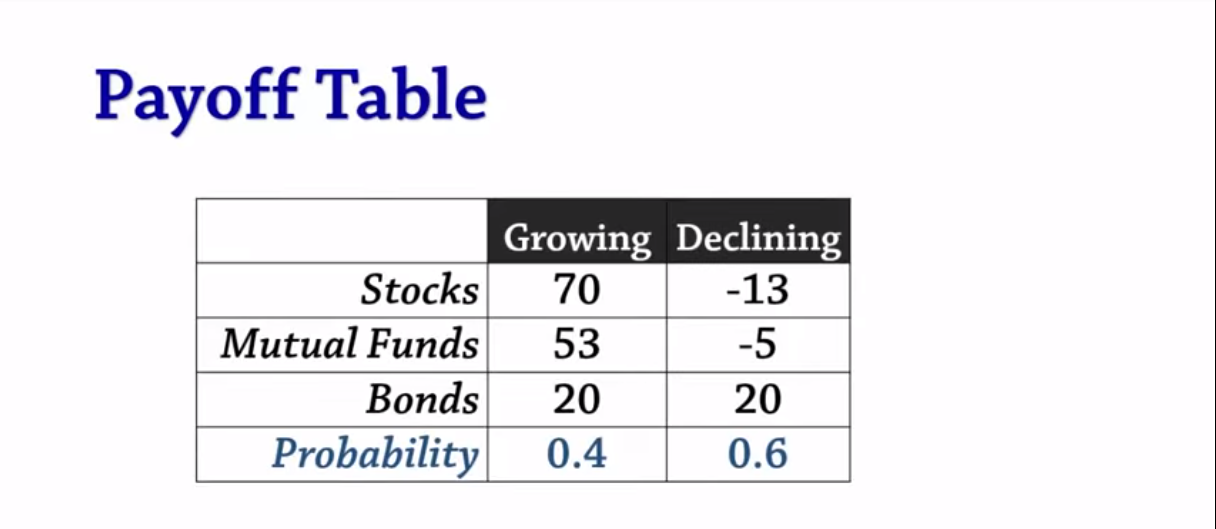 Payoff Table
Growing Declining
Stocks 70 -13
Mutual Funds 53 -5
Bonds 20 20
Probability 0.4 0.6